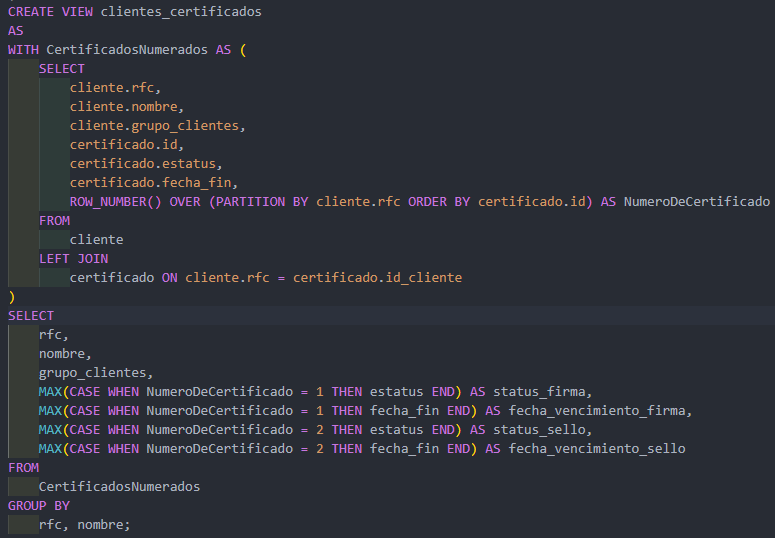 CREATE VIEW clientes_certificados
AS
WITH CertificadosNumerados AS (
    SELECT
        cliente.rfc,
        cliente.nombre,
        cliente.grupo_clientes,
        certificado.id,
        certificado.estatus,
        certificado.fecha_fin,
        ROW_NUMBER() OVER (PARTITION BY cliente.rfc ORDER BY certificado.id) AS NumeroDeCertificado
    FROM
        cliente
    LEFT JOIN
        certificado ON cliente.rfc = certificado.id_cliente
)
SELECT
    rfc,
    nombre,
    grupo_clientes,
    MAX(CASE WHEN NumeroDeCertificado = 1 THEN estatus END) AS status_firma,
    MAX(CASE WHEN NumeroDeCertificado = 1 THEN fecha_fin END) AS fecha_vencimiento_firma,
    MAX(CASE WHEN NumeroDeCertificado = 2 THEN estatus END) AS status_sello,
    MAX(CASE WHEN NumeroDeCertificado = 2 THEN fecha_fin END) AS fecha_vencimiento_sello
FROM
    CertificadosNumerados
GROUP BY
    rfc, nombre;